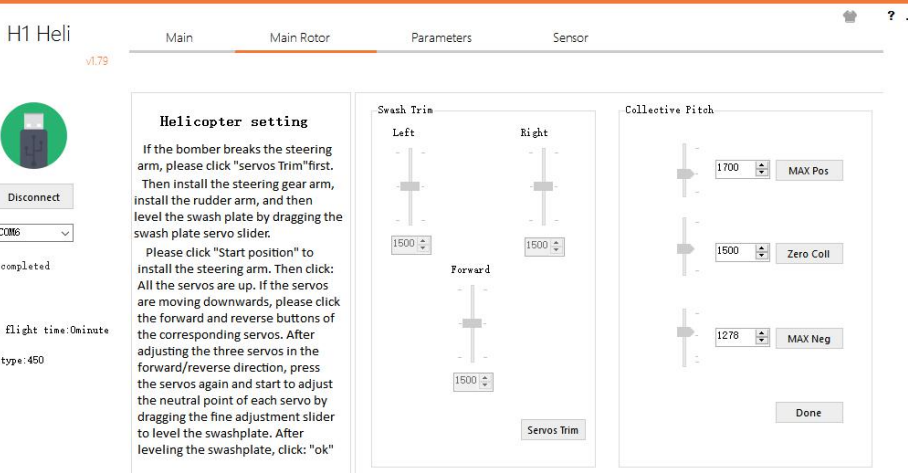 ? .
H1 Heli
Main Main Rotor Parameters Sensor
v1.79
Disconnect
COM6
completed
flight time:0minute
type:450
Helicopter setting
If the bomber breaks the steering
arm, please click "servos Trim"first.
Then install the steering gear arm,
install the rudder arm, and then
level the swash plate by dragging the
swash plate servo slider.
Please click "Start position" to
install the steering arm. Then click:
All the servos are up. If the servos
are moving downwards, please click
the forward and reverse buttons of
the corresponding servos. After
adjusting the three servos in the
forward/reverse direction, press
the servos again and start to adjust
the neutral point of each servo by
dragging the fine adjustment slider
to level the swashplate. After
leveling the swashplate, click: "ok"
Swash Trim
Left Right
1500 1500
Forward
1500
Servos Trim
Collective Pitch
1700 MAX Pos
1500 Zero Coll
1278 MAX Neg
Done